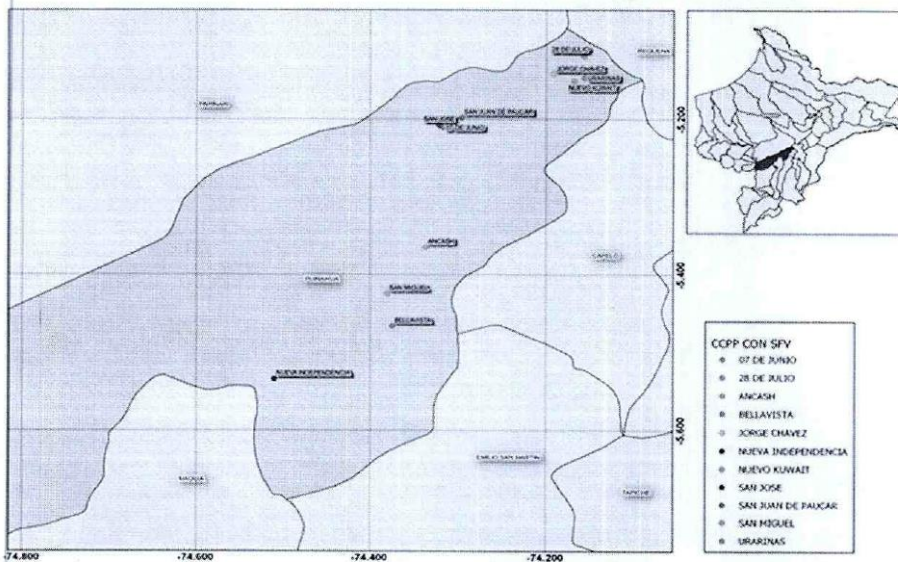 28 DE JULIO
JORGE CHAVEZ
URARINAS
NUEVO KUWAIT
SAN JUAN DE PAUCAR
SAN JOSE
07 DE JUNIO
-5.200
ANCASH
CAPELO
-5.400
SAN MIGUEL
BELLAVISTA
NUEVA INDEPENDENCIA
-5.600
EMILIO SAN MARTIN
MAQUIA
TAPICHE
-74.800
-74.600
-74.400
-74.200
CCPP CON SFV
07 DE JUNIO
28 DE JULIO
ANCASH
BELLAVISTA
JORGE CHAVEZ
NUEVA INDEPENDENCIA
NUEVO KUWAIT
SAN JOSE
SAN JUAN DE PAUCAR
SAN MIGUEL
URARINAS